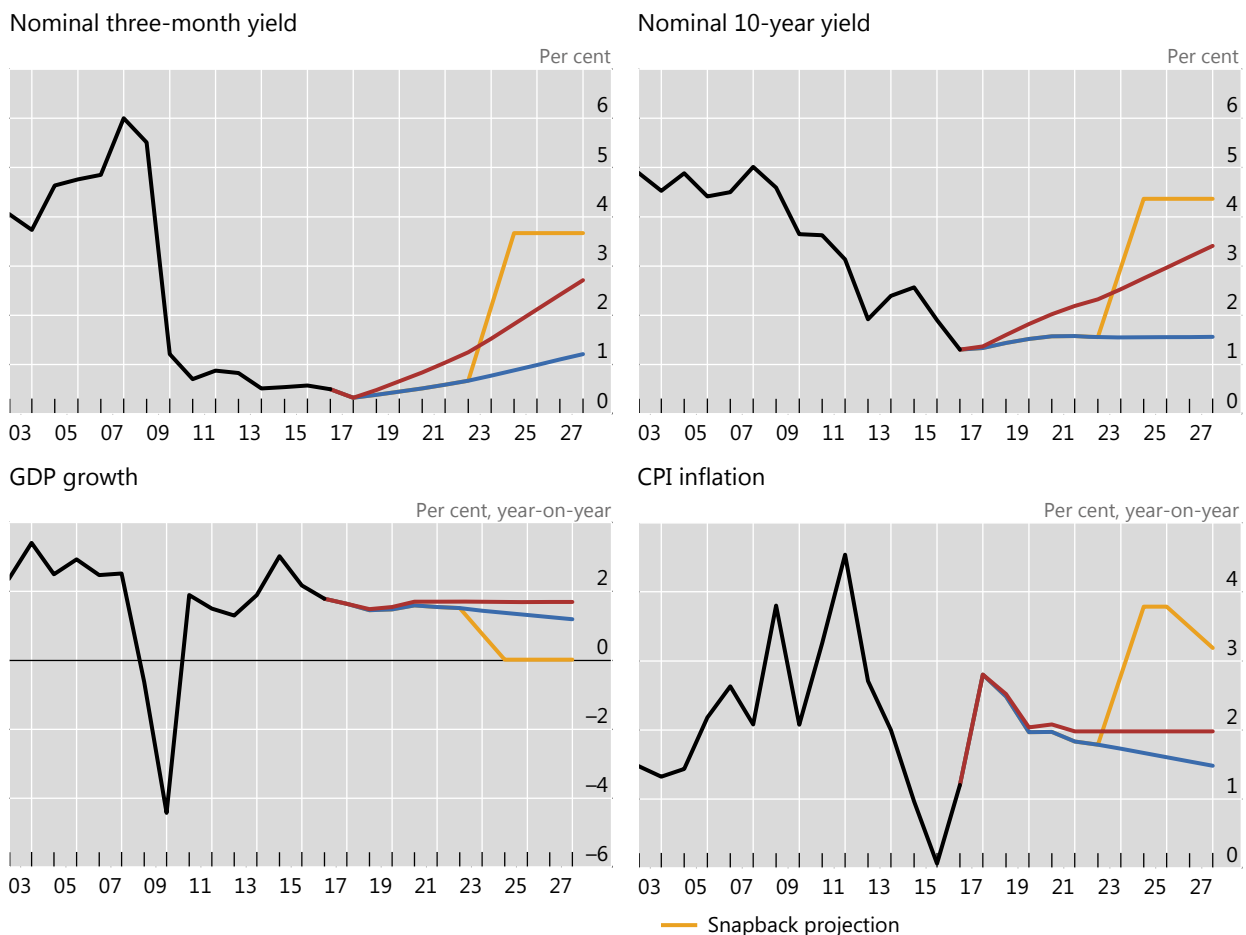 Nominal three-month yield
Per cent
6
5
4
3
2
1
0
03 05 07 09 11 13 15 17 19 21 23 25 27
Nominal 10-year yield
Per cent
6
5
4
3
2
1
0
03 05 07 09 11 13 15 17 19 21 23 25 27
GDP growth
Per cent, year-on-year
2
0
–2
–4
–6
03 05 07 09 11 13 15 17 19 21 23 25 27
CPI inflation
Per cent, year-on-year
4
3
2
1
0
03 05 07 09 11 13 15 17 19 21 23 25 27
Snapback projection